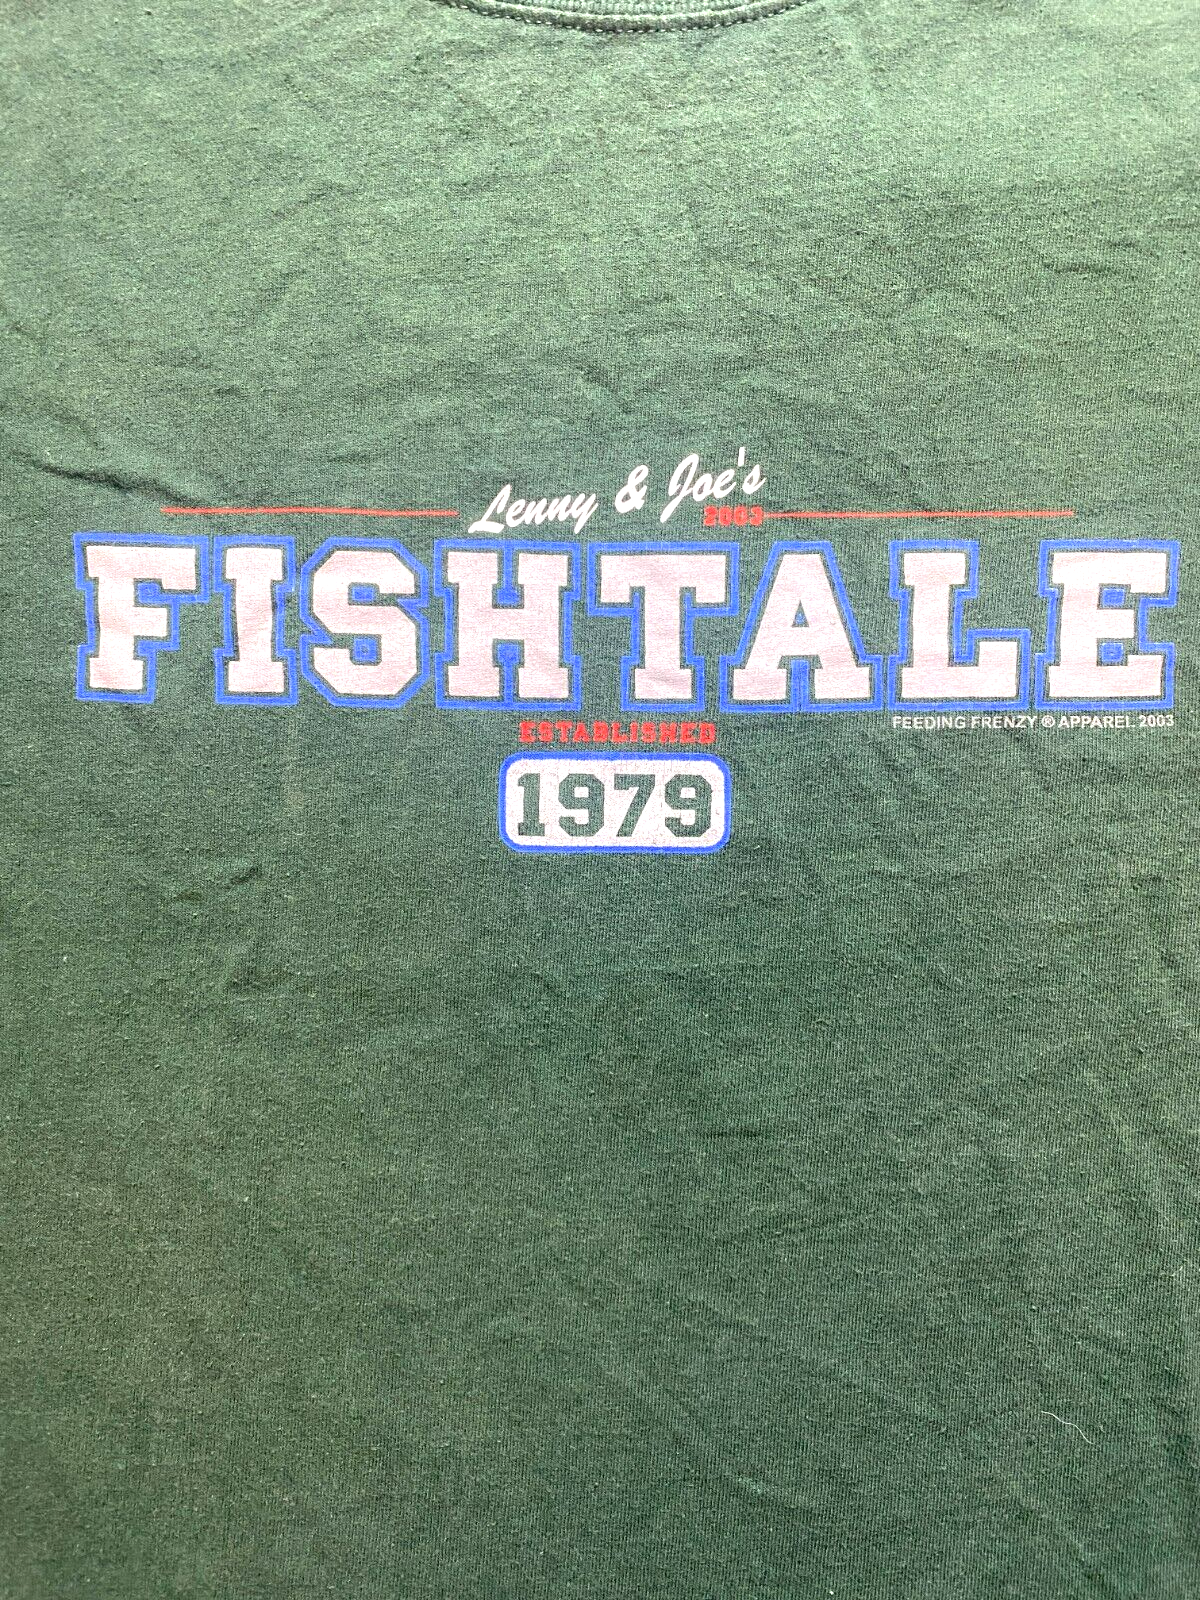 Lenny & Joe's
2003
FISHTALE
FEEDING FRENZY ® APPAREL 2003
ESTABLISHED
1979